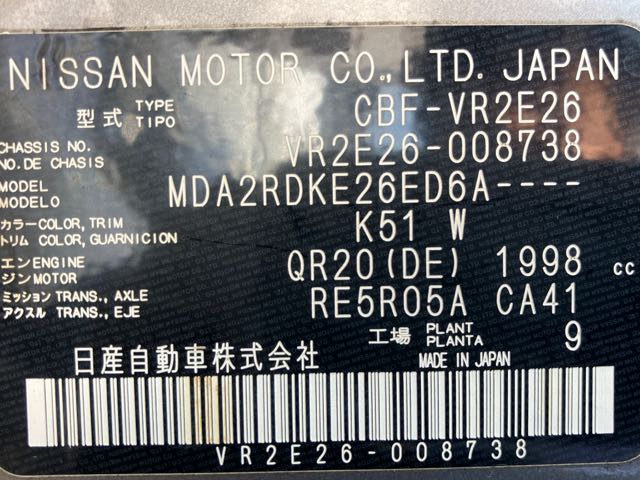 NISSAN MOTOR CO.,LTD. JAPAN
型式 TYPE TIPO CBF-VR2E26
CHASSIS NO. NO.DE CHASIS VR2E26-008738
MODEL MODELO MDA2RDKE26ED6A----
カラー COLOR, TRIM トリム COLOR, GUARNICION K51 W
エンジン ENGINE MOTOR QR20(DE) 1998 cc
ミッション アクスル TRANS., AXLE TRANS., EJE RE5R05A CA41
工場 PLANT PLANTA 9
日産自動車株式会社 MADE IN JAPAN
VR2E26-008738